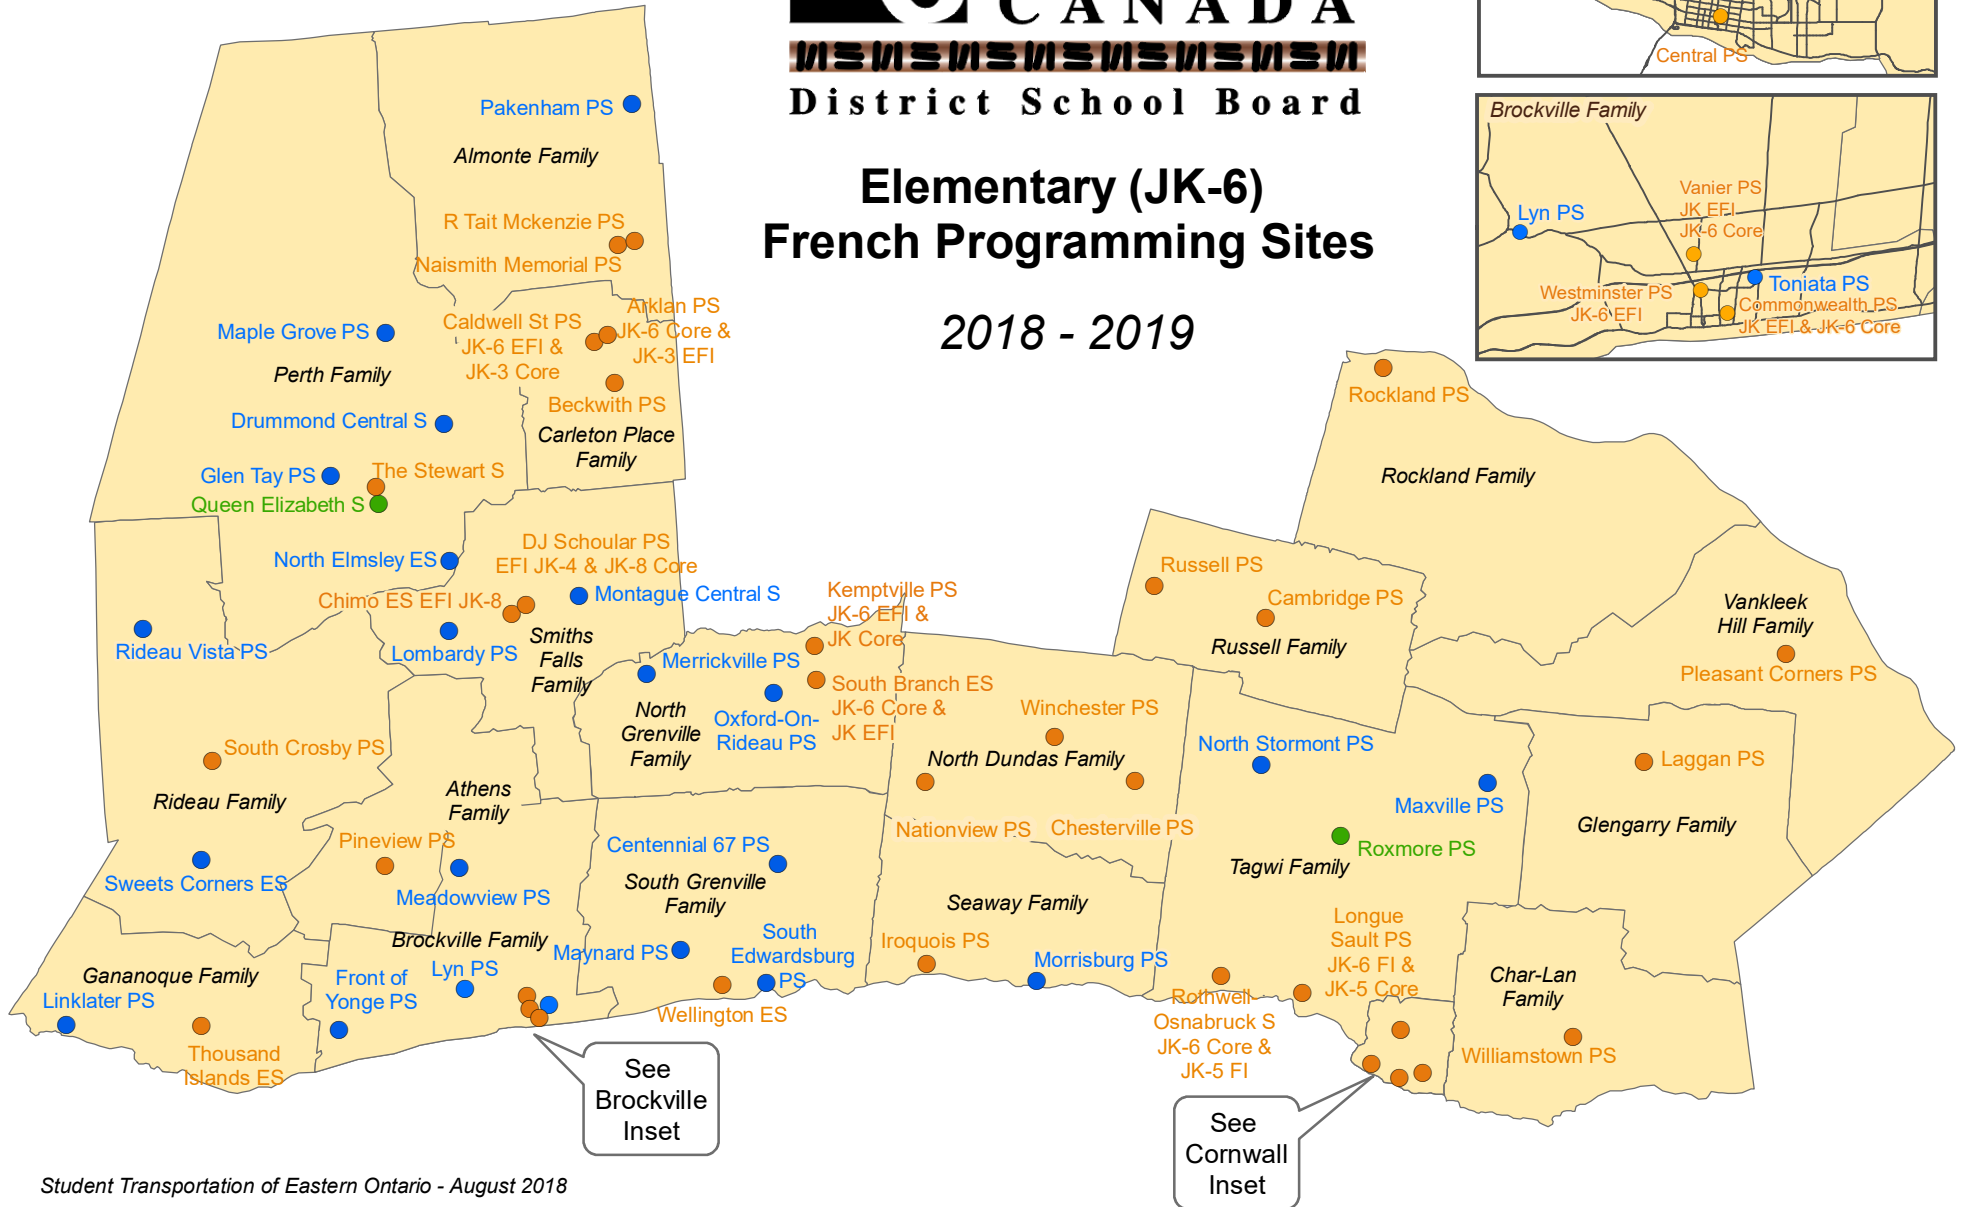 CANADA
District School Board
Elementary (JK-6)
French Programming Sites
2018 - 2019
Central PS
Brockville Family
Vanier PS
JK EFI
JK-6 Core
Lyn PS
Toniata PS
Westminster PS
JK-6 EFI
Commonwealth PS
JK EFI & JK-6 Core
Pakenham PS
Almonte Family
R Tait Mckenzie PS
Naismith Memorial PS
Arklan PS
JK-6 Core &
JK-3 EFI
Caldwell St PS
JK-6 EFI &
JK-3 Core
Maple Grove PS
Perth Family
Beckwith PS
Carleton Place
Family
Drummond Central S
Glen Tay PS
The Stewart S
Queen Elizabeth S
North Elmsley ES
DJ Schoular PS
EFI JK-4 & JK-8 Core
Montague Central S
Chimo ES EFI JK-8
Smiths
Falls
Family
Rideau Vista PS
Lombardy PS
Kemptville PS
JK-6 EFI &
JK Core
Merrickville PS
South Branch ES
JK-6 Core &
JK EFI
Oxford-On-
Rideau PS
North
Grenville
Family
South Crosby PS
Rideau Family
Athens
Family
Pineview PS
Sweets Corners ES
Meadowview PS
Centennial 67 PS
South Grenville
Family
Brockville Family
Maynard PS
South
Edwardsburg
PS
Lyn PS
Front of
Yonge PS
Gananoque Family
Linklater PS
Thousand
Islands ES
Wellington ES
See
Brockville
Inset
Rockland PS
Rockland Family
Russell PS
Cambridge PS
Russell Family
Vankleek
Hill Family
Pleasant Corners PS
Winchester PS
North Dundas Family
Nationview PS
Chesterville PS
North Stormont PS
Maxville PS
Roxmore PS
Tagwi Family
Laggan PS
Glengarry Family
Seaway Family
Iroquois PS
Morrisburg PS
Longue
Sault PS
JK-6 FI &
JK-5 Core
Rothwell-
Osnabruck S
JK-6 Core &
JK-5 FI
Char-Lan
Family
Williamstown PS
See
Cornwall
Inset
Student Transportation of Eastern Ontario - August 2018